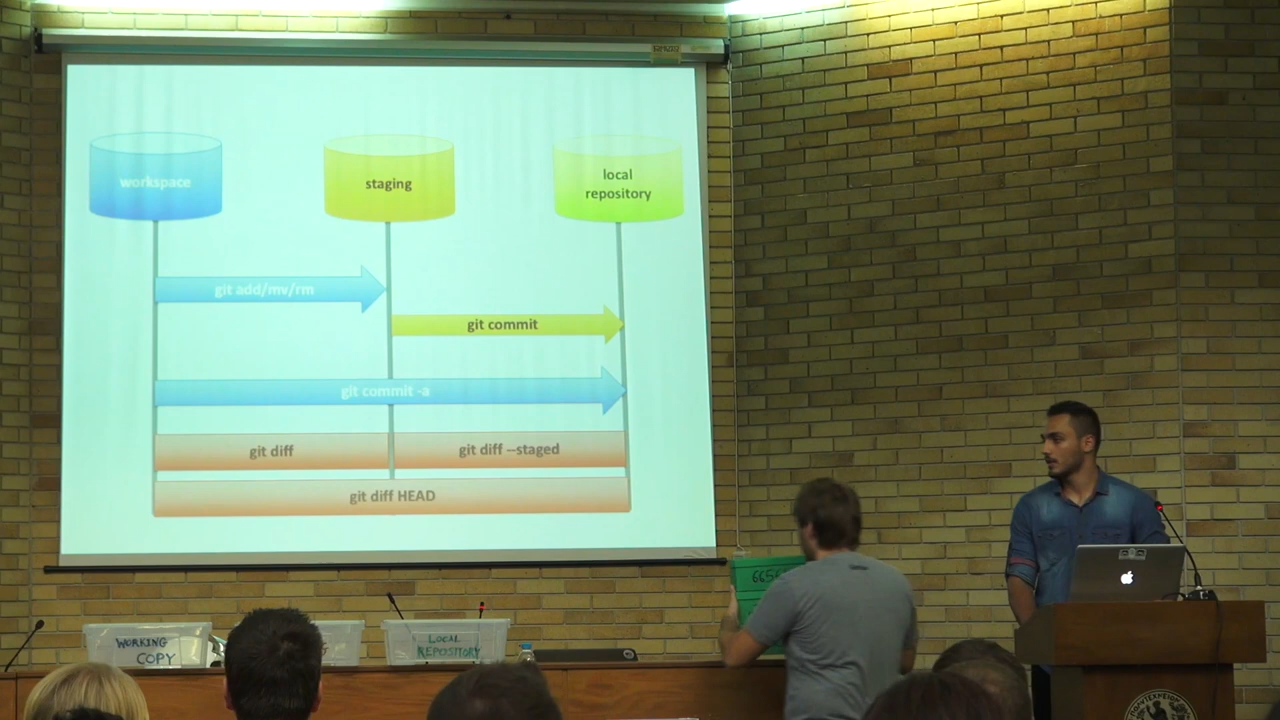 workspace
staging
local
repository
git add/mv/rm
git commit
git commit -a
git diff
git diff --staged
git diff HEAD
WORKING
COPY
LOCAL
REPOSITORY